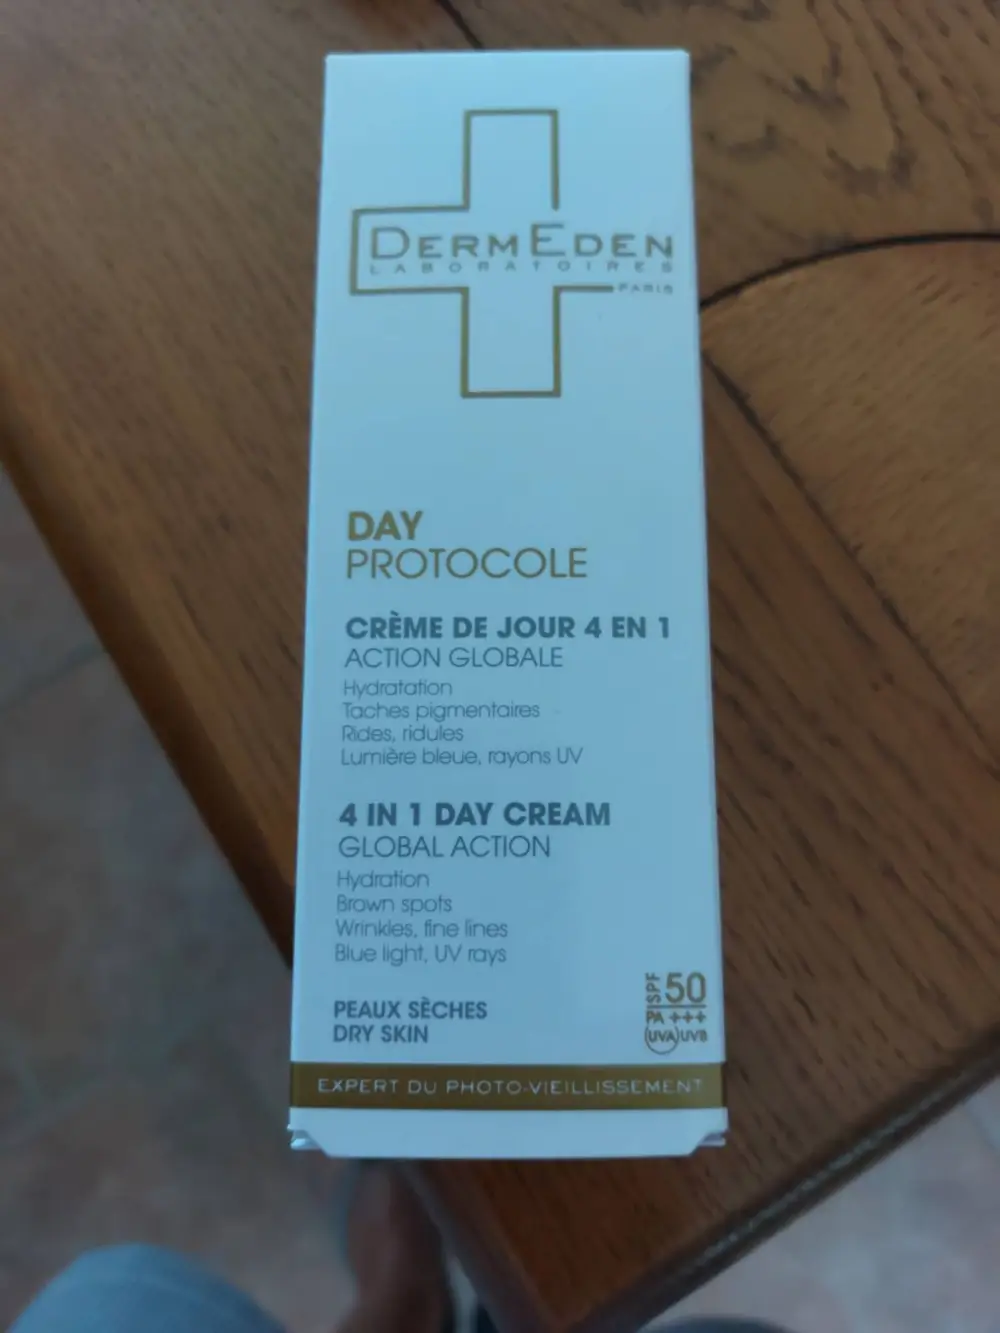 DERMEDEN
LABORATOIRES
PARIS
DAY
PROTOCOLE
CRÈME DE JOUR 4 EN 1
ACTION GLOBALE
Hydratation
Taches pigmentaires
Rides, ridules
Lumière bleue, rayons UV
4 IN 1 DAY CREAM
GLOBAL ACTION
Hydration
Brown spots
Wrinkles, fine lines
Blue light, UV rays
PEAUX SÈCHES
DRY SKIN
SPF 50
PA +++
UVA UVB
EXPERT DU PHOTO-VIEILLISSEMENT